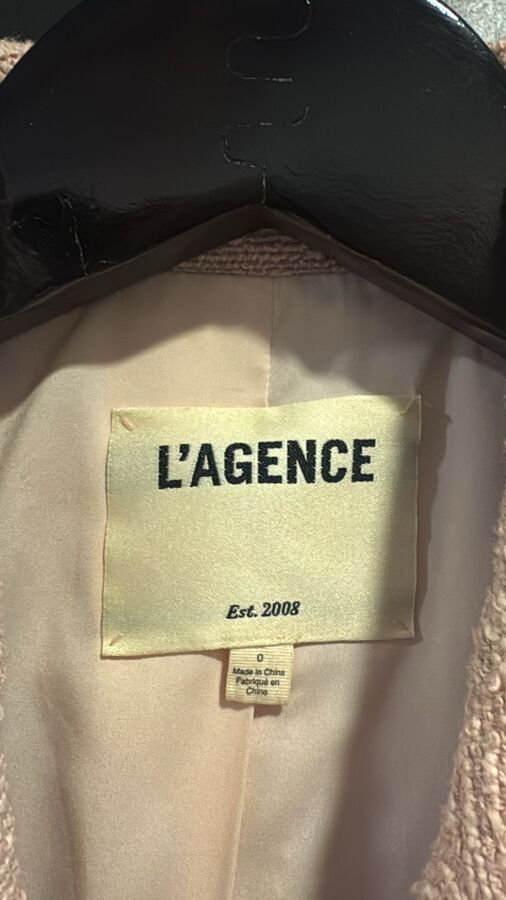 L'AGENCE
Est. 2008
0
Made in China
Fabriqué en
Chine